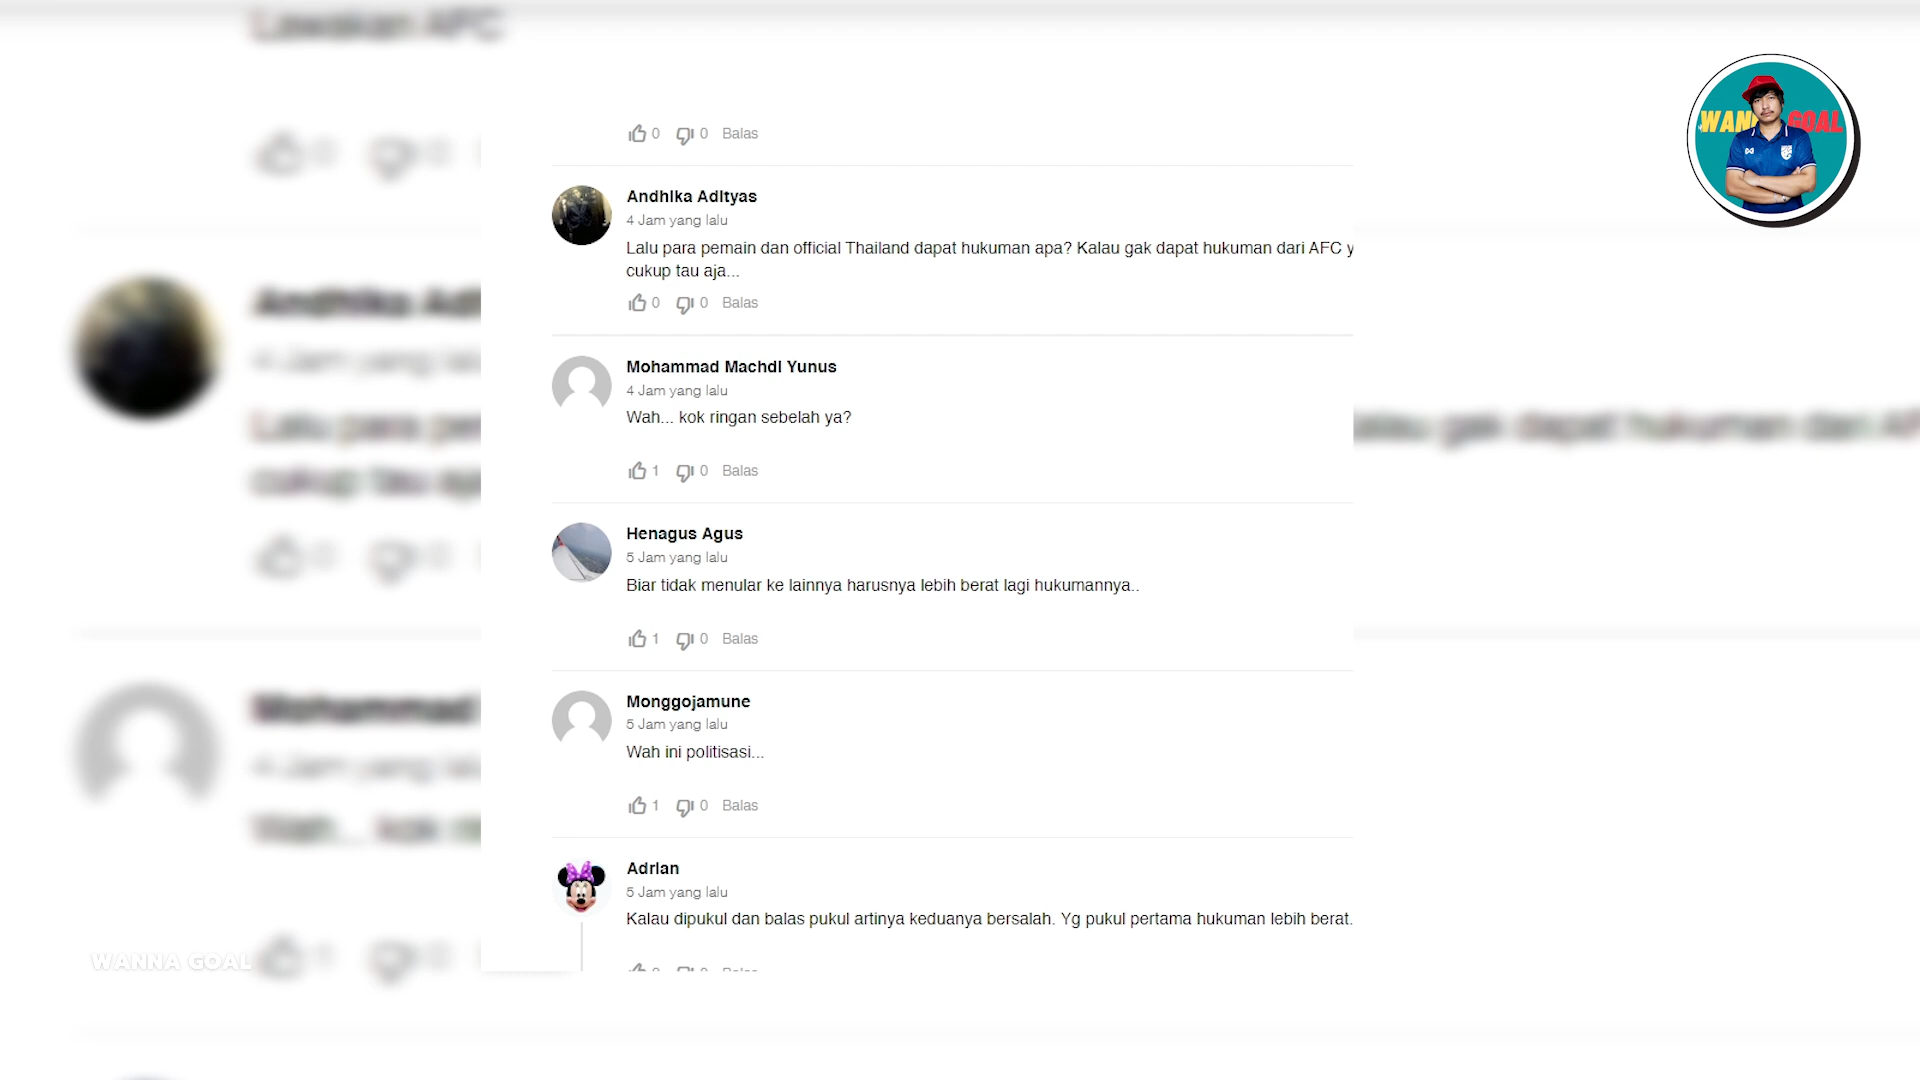 Lawakan AFC
WANNA GOAL
0 0 Balas
Andhika Adityas
4 Jam yang lalu
Lalu para pemain dan official Thailand dapat hukuman apa? Kalau gak dapat hukuman dari AFC y
cukup tau aja...
0 0 Balas
Mohammad Machdi Yunus
4 Jam yang lalu
Wah... kok ringan sebelah ya?
1 0 Balas
Henagus Agus
5 Jam yang lalu
Biar tidak menular ke lainnya harusnya lebih berat lagi hukumannya..
1 0 Balas
Monggojamune
5 Jam yang lalu
Wah ini politisasi...
1 0 Balas
Adrian
5 Jam yang lalu
Kalau dipukul dan balas pukul artinya keduanya bersalah. Yg pukul pertama hukuman lebih berat.
WANNA GOAL